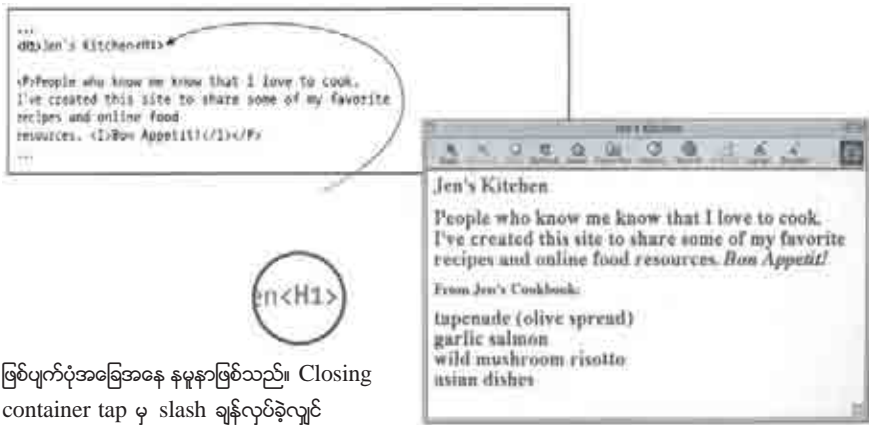 ...
<H1>Jen's Kitchen<H1>
<P>People who know me know that I love to cook.
I've created this site to share some of my favorite
recipes and online food
resources. <I>Bon Appetit!</I></P>
...
en<H1>
Jen's Kitchen
Jen's Kitchen
People who know me know that I love to cook.
I've created this site to share some of my favorite
recipes and online food resources. Bon Appetit!
From Jen's Cookbook:
tapenade (olive spread)
garlic salmon
wild mushroom risotto
asian dishes
ဖြစ်ပျက်ပုံအခြေအနေ နမူနာဖြစ်သည်။ Closing
container tap မှ slash ချန်လှပ်ခဲ့လျှင်